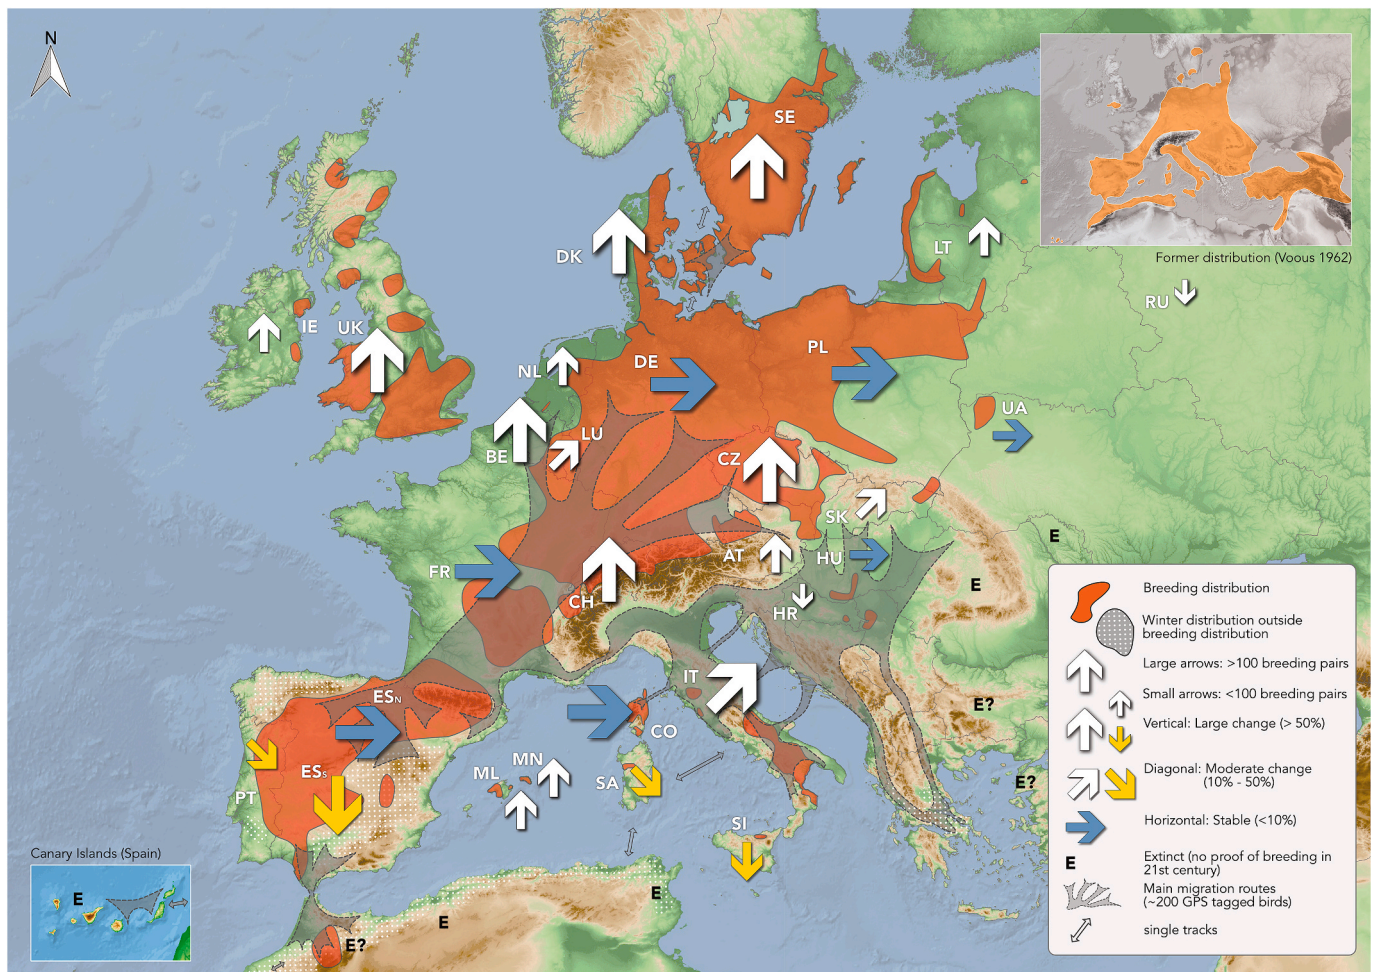 N
SE
DK
LT
Former distribution (Voous 1962)
RU
IE
UK
NL
DE
PL
UA
LU
BE
CZ
SK
E
FR
CH
AT
HU
HR
E
ESN
IT
CO
E?
PT
ESS
ML
MN
SA
SI
E?
Canary Islands (Spain)
E
E
E
E?
Breeding distribution
Winter distribution outside
breeding distribution
Large arrows: >100 breeding pairs
Small arrows: <100 breeding pairs
Vertical: Large change (> 50%)
Diagonal: Moderate change
(10% - 50%)
Horizontal: Stable (<10%)
E
Extinct (no proof of breeding in
21st century)
Main migration routes
(~200 GPS tagged birds)
single tracks